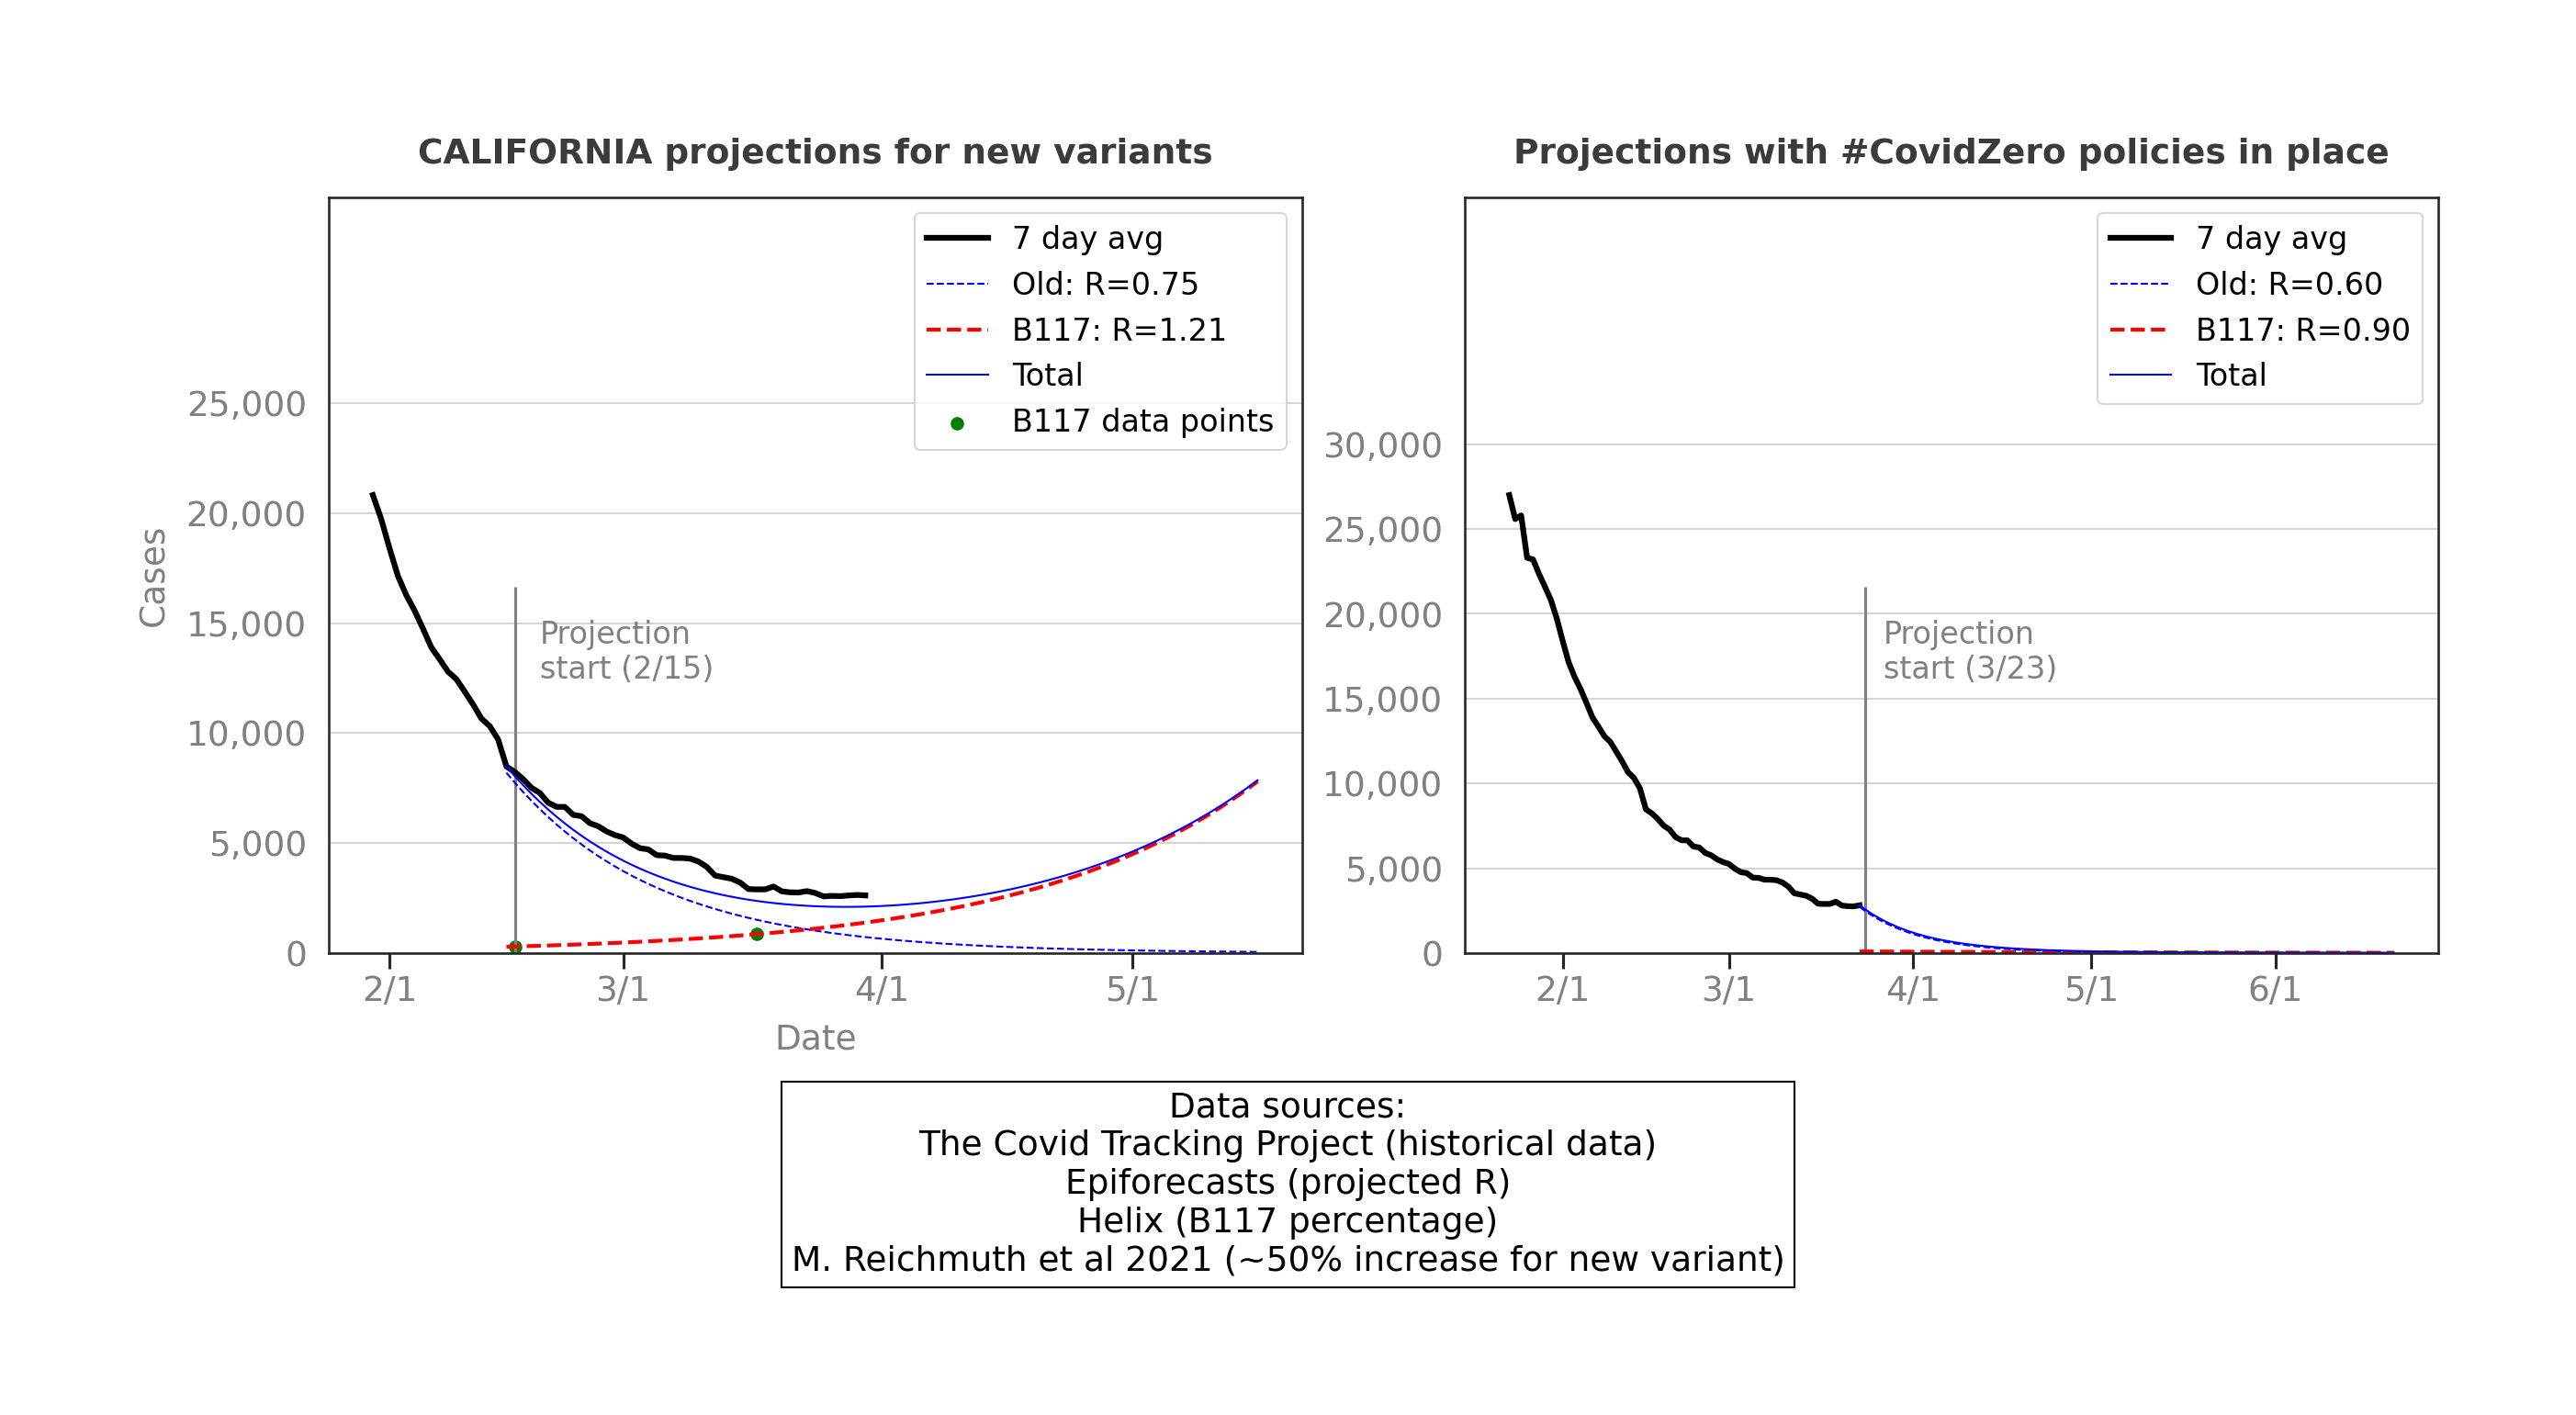 CALIFORNIA projections for new variants
7 day avg
Old: R=0.75
B117: R=1.21
Total
B117 data points
25,000
20,000
15,000
10,000
5,000
0
Cases
Projection
start (2/15)
2/1
3/1
4/1
5/1
Date
Projections with #CovidZero policies in place
7 day avg
Old: R=0.60
B117: R=0.90
Total
30,000
25,000
20,000
15,000
10,000
5,000
0
Projection
start (3/23)
2/1
3/1
4/1
5/1
6/1
Data sources:
The Covid Tracking Project (historical data)
Epiforecasts (projected R)
Helix (B117 percentage)
M. Reichmuth et al 2021 (~50% increase for new variant)